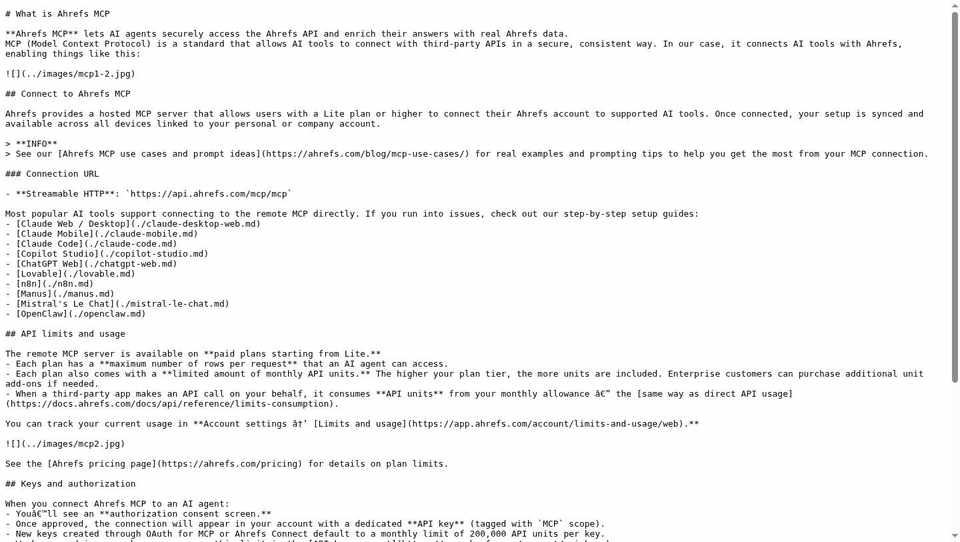 # What is Ahrefs MCP
**Ahrefs MCP** lets AI agents securely access the Ahrefs API and enrich their answers with real Ahrefs data.
MCP (Model Context Protocol) is a standard that allows AI tools to connect with third-party APIs in a secure, consistent way. In our case, it connects AI tools with Ahrefs,
enabling things like this:
![](../images/mcp1-2.jpg)
## Connect to Ahrefs MCP
Ahrefs provides a hosted MCP server that allows users with a Lite plan or higher to connect their Ahrefs account to supported AI tools. Once connected, your setup is synced and
available across all devices linked to your personal or company account.
> **INFO**
> See our [Ahrefs MCP use cases and prompt ideas](https://ahrefs.com/blog/mcp-use-cases/) for real examples and prompting tips to help you get the most from your MCP connection.
### Connection URL
- **Streamable HTTP**: `https://api.ahrefs.com/mcp/mcp`
Most popular AI tools support connecting to the remote MCP directly. If you run into issues, check out our step-by-step setup guides:
- [Claude Web / Desktop](./claude-desktop-web.md)
- [Claude Mobile](./claude-mobile.md)
- [Claude Code](./claude-code.md)
- [Copilot Studio](./copilot-studio.md)
- [ChatGPT Web](./chatgpt-web.md)
- [Lovable](./lovable.md)
- [n8n](./n8n.md)
- [Manus](./manus.md)
- [Mistral's Le Chat](./mistral-le-chat.md)
- [OpenClaw](./openclaw.md)
## API limits and usage
The remote MCP server is available on **paid plans starting from Lite.**
- Each plan has a **maximum number of rows per request** that an AI agent can access.
- Each plan also comes with a **limited amount of monthly API units.** The higher your plan tier, the more units are included. Enterprise customers can purchase additional unit
add-ons if needed.
- When a third-party app makes an API call on your behalf, it consumes **API units** from your monthly allowance â€” the [same way as direct API usage]
(https://docs.ahrefs.com/docs/api/reference/limits-consumption).
You can track your current usage in **Account settings â†’ [Limits and usage](https://app.ahrefs.com/account/limits-and-usage/web).**
![](../images/mcp2.jpg)
See the [Ahrefs pricing page](https://ahrefs.com/pricing) for details on plan limits.
## Keys and authorization
When you connect Ahrefs MCP to an AI agent:
- Youâ€™ll see an **authorization consent screen.**
- Once approved, the connection will appear in your account with a dedicated **API key** (tagged with `MCP` scope).
- New keys created through OAuth for MCP or Ahrefs Connect default to a monthly limit of 200,000 API units per key.